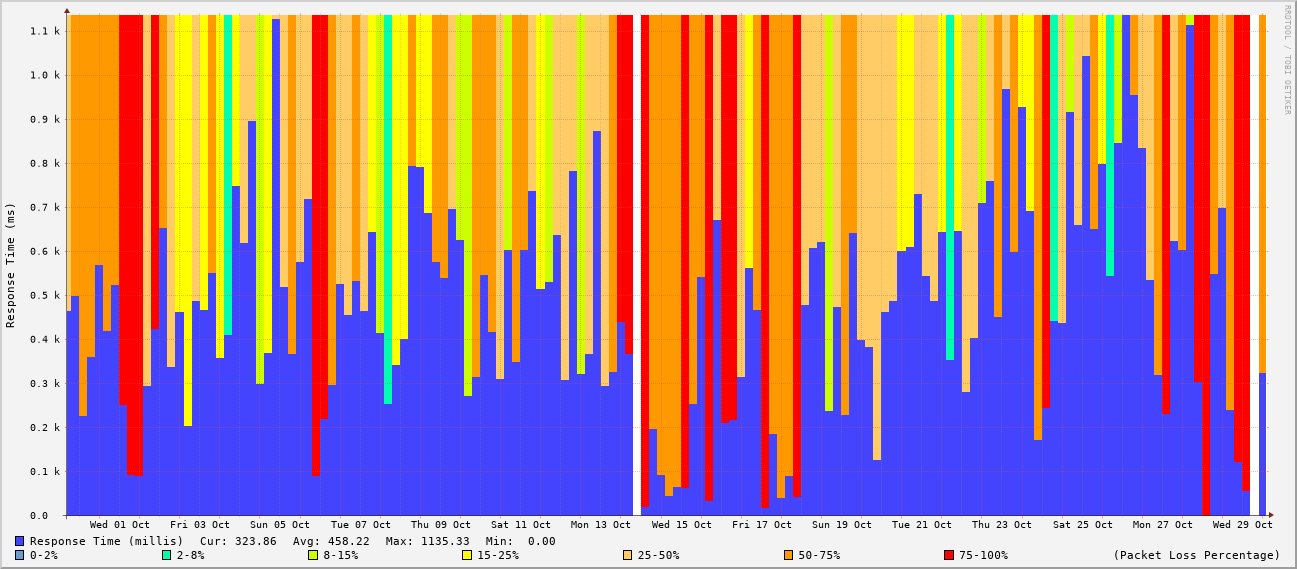 RRDTOOL / TOBI OETIKER
Response Time (ms)
1.1 k
1.0 k
0.9 k
0.8 k
0.7 k
0.6 k
0.5 k
0.4 k
0.3 k
0.2 k
0.1 k
0.0
Wed 01 Oct Fri 03 Oct Sun 05 Oct Tue 07 Oct Thu 09 Oct Sat 11 Oct Mon 13 Oct Wed 15 Oct Fri 17 Oct Sun 19 Oct Tue 21 Oct Thu 23 Oct Sat 25 Oct Mon 27 Oct Wed 29 Oct
Response Time (millis) Cur: 323.86 Avg: 458.22 Max: 1135.33 Min: 0.00
0-2% 2-8% 8-15% 15-25% 25-50% 50-75% 75-100% (Packet Loss Percentage)